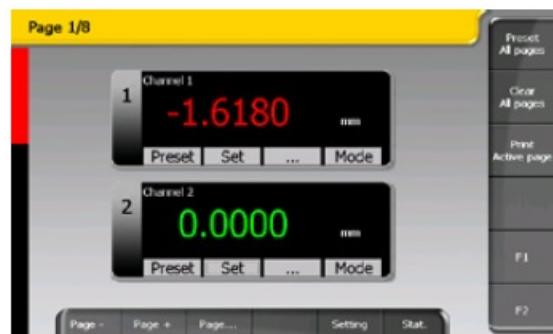 Page 1/8
Preset
All pages
Clear
All pages
Print
Active page
F1
F2
1
Channel 1
-1.6180 mm
Preset Set ... Mode
2
Channel 2
0.0000 mm
Preset Set ... Mode
Page - Page + Page... Setting Stat.